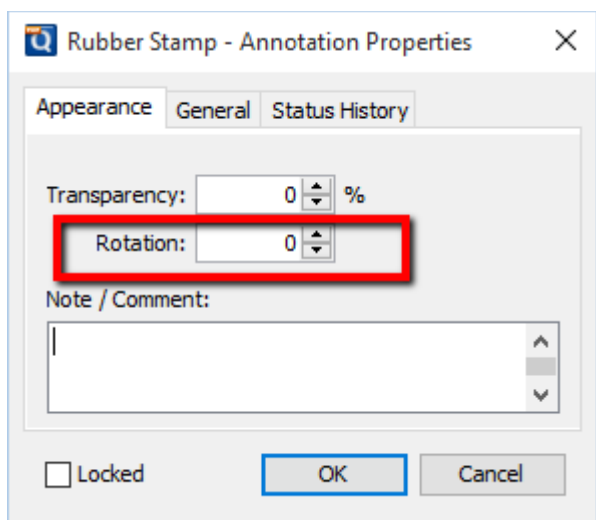 Rubber Stamp - Annotation Properties
Appearance General Status History
Transparency: 0 %
Rotation: 0
Note / Comment:
Locked OK Cancel